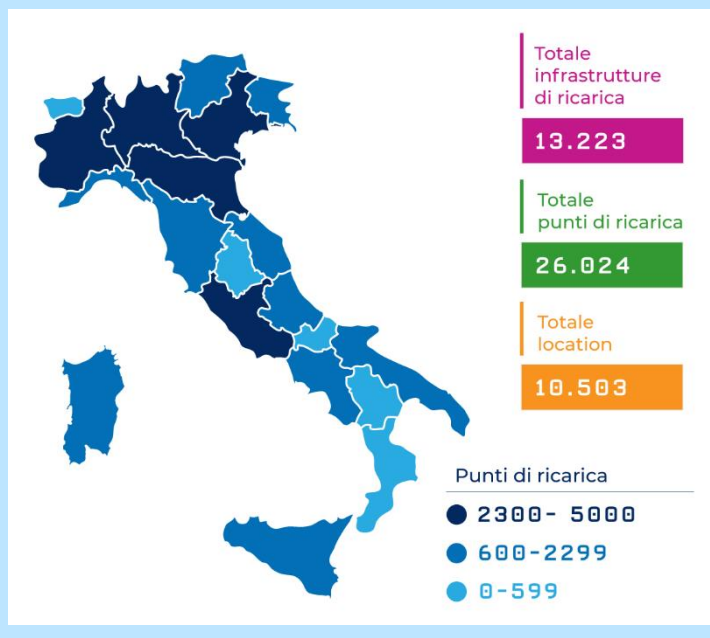 Totale
infrastrutture
di ricarica
13.223
Totale
punti di ricarica
26.024
Totale
location
10.503
Punti di ricarica
2300- 5000
600-2299
0-599